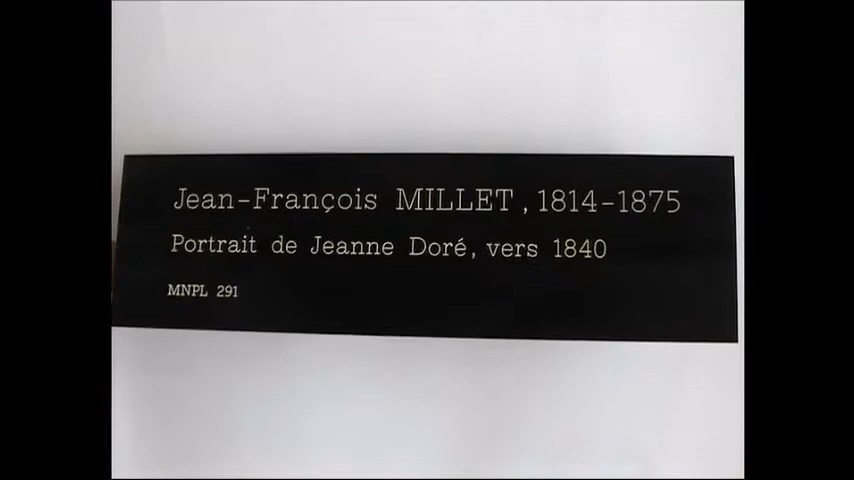 Jean-François MILLET, 1814-1875
Portrait de Jeanne Doré, vers 1840
MNPL 291